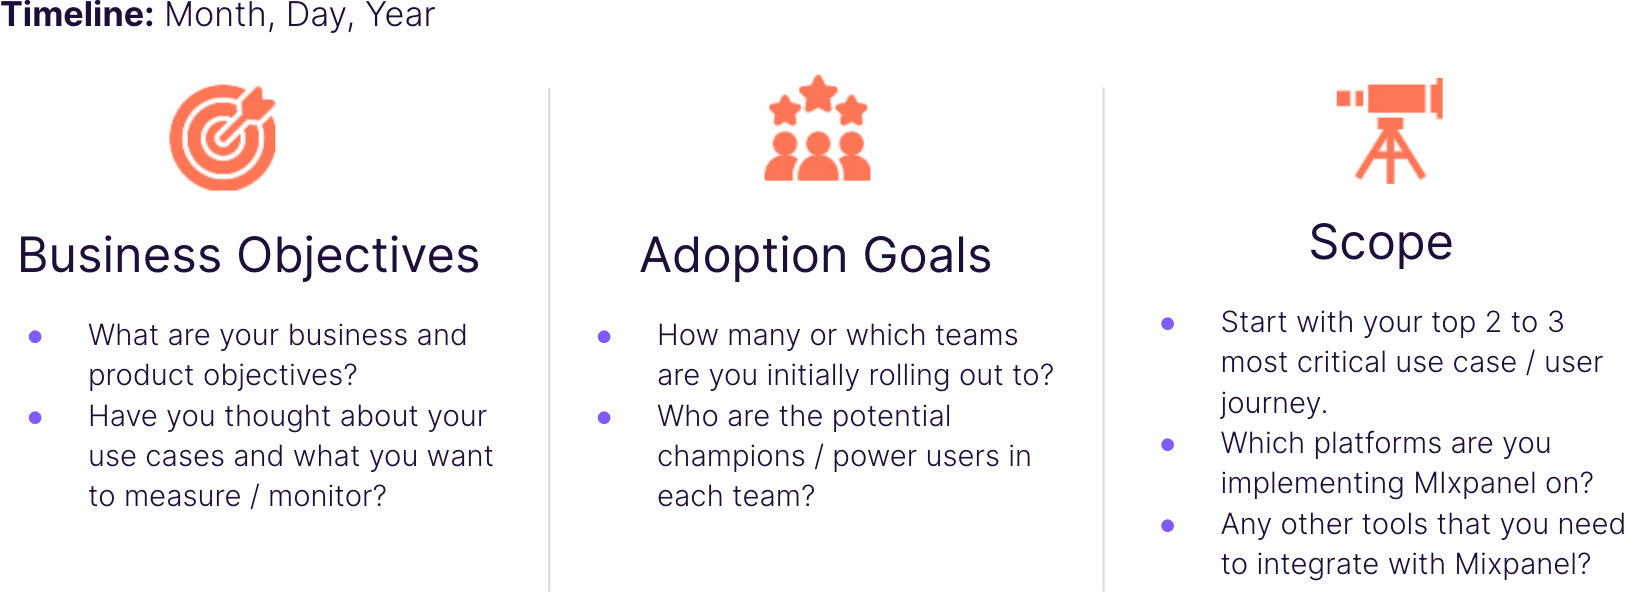 Timeline: Month, Day, Year
Business Objectives
What are your business and
product objectives?
Have you thought about your
use cases and what you want
to measure / monitor?
Adoption Goals
How many or which teams
are you initially rolling out to?
Who are the potential
champions / power users in
each team?
Scope
Start with your top 2 to 3
most critical use case / user
journey.
Which platforms are you
implementing MIxpanel on?
Any other tools that you need
to integrate with Mixpanel?